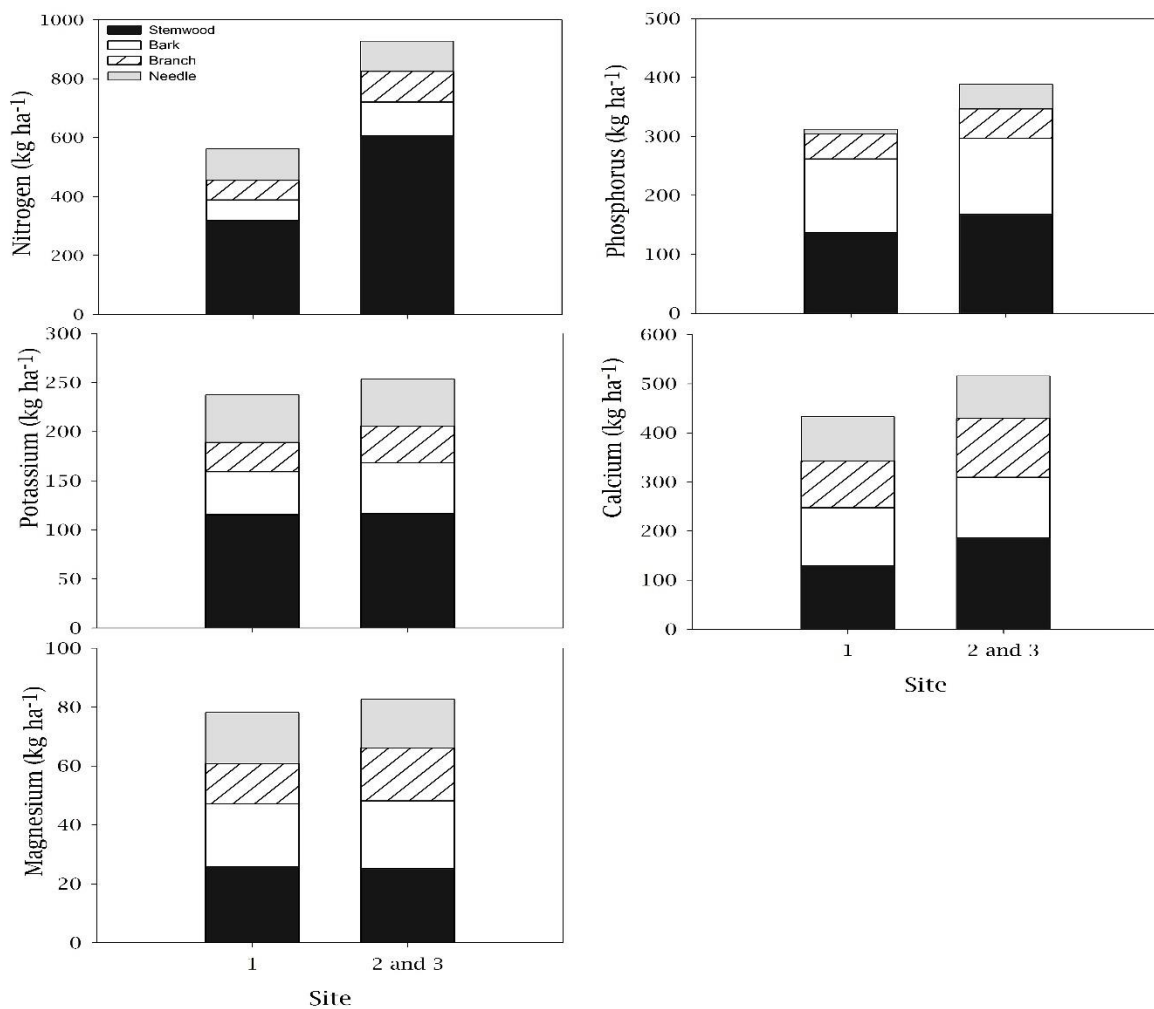 Nitrogen (kg ha-1)
1000
800
600
400
200
0
Stemwood
Bark
Branch
Needle
Phosphorus (kg ha-1)
500
400
300
200
100
0
Potassium (kg ha-1)
300
250
200
150
100
50
0
Calcium (kg ha-1)
600
500
400
300
200
100
0
1
2 and 3
Site
Magnesium (kg ha-1)
100
80
60
40
20
0
1
2 and 3
Site